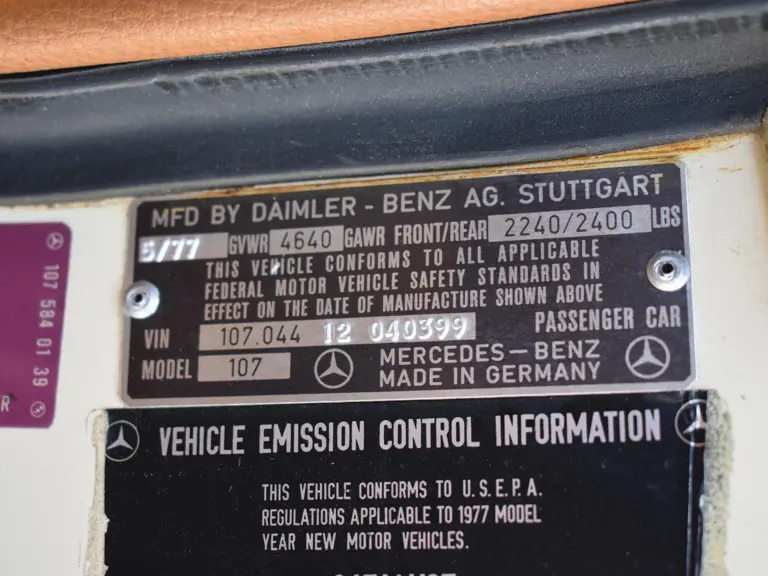 MFD BY DAIMLER - BENZ AG. STUTTGART
5/77 GVWR 4640 GAWR FRONT/REAR 2240/2400 LBS
THIS VEHICLE CONFORMS TO ALL APPLICABLE
FEDERAL MOTOR VEHICLE SAFETY STANDARDS IN
EFFECT ON THE DATE OF MANUFACTURE SHOWN ABOVE
VIN 107.044 12 040399 PASSENGER CAR
MODEL 107 MERCEDES-BENZ
MADE IN GERMANY
107 584 01 39
R
VEHICLE EMISSION CONTROL INFORMATION
THIS VEHICLE CONFORMS TO U.S.E.P.A.
REGULATIONS APPLICABLE TO 1977 MODEL
YEAR NEW MOTOR VEHICLES.